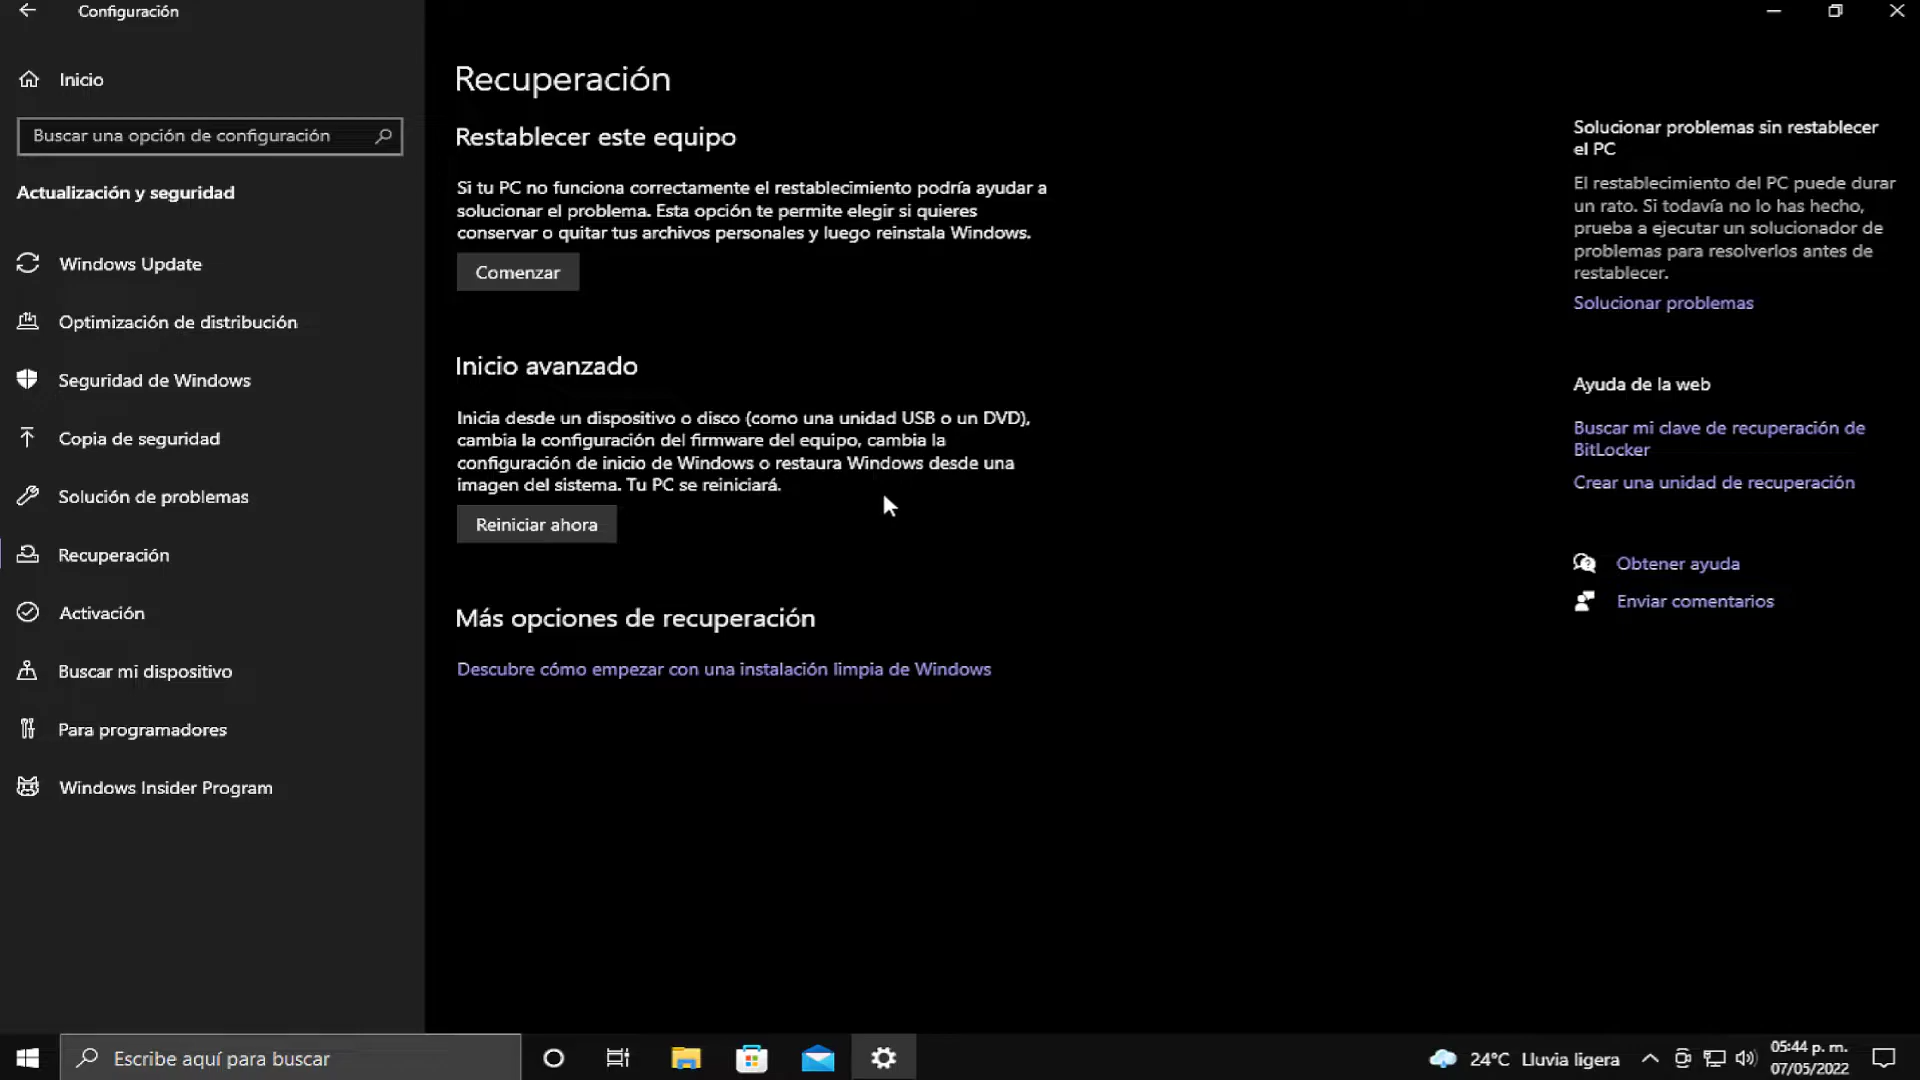 Configuración
Inicio
Buscar una opción de configuración
Actualización y seguridad
Windows Update
Optimización de distribución
Seguridad de Windows
Copia de seguridad
Solución de problemas
Recuperación
Activación
Buscar mi dispositivo
Para programadores
Windows Insider Program
Recuperación
Restablecer este equipo
Si tu PC no funciona correctamente el restablecimiento podría ayudar a
solucionar el problema. Esta opción te permite elegir si quieres
conservar o quitar tus archivos personales y luego reinstala Windows.
Comenzar
Inicio avanzado
Inicia desde un dispositivo o disco (como una unidad USB o un DVD),
cambia la configuración del firmware del equipo, cambia la
configuración de inicio de Windows o restaura Windows desde una
imagen del sistema. Tu PC se reiniciará.
Reiniciar ahora
Más opciones de recuperación
Descubre cómo empezar con una instalación limpia de Windows
Solucionar problemas sin restablecer
el PC
El restablecimiento del PC puede durar
un rato. Si todavía no lo has hecho,
prueba a ejecutar un solucionador de
problemas para resolverlos antes de
restablecer.
Solucionar problemas
Ayuda de la web
Buscar mi clave de recuperación de
BitLocker
Crear una unidad de recuperación
Obtener ayuda
Enviar comentarios
Escribe aquí para buscar
24°C Lluvia ligera
05:44 p. m.
07/05/2022